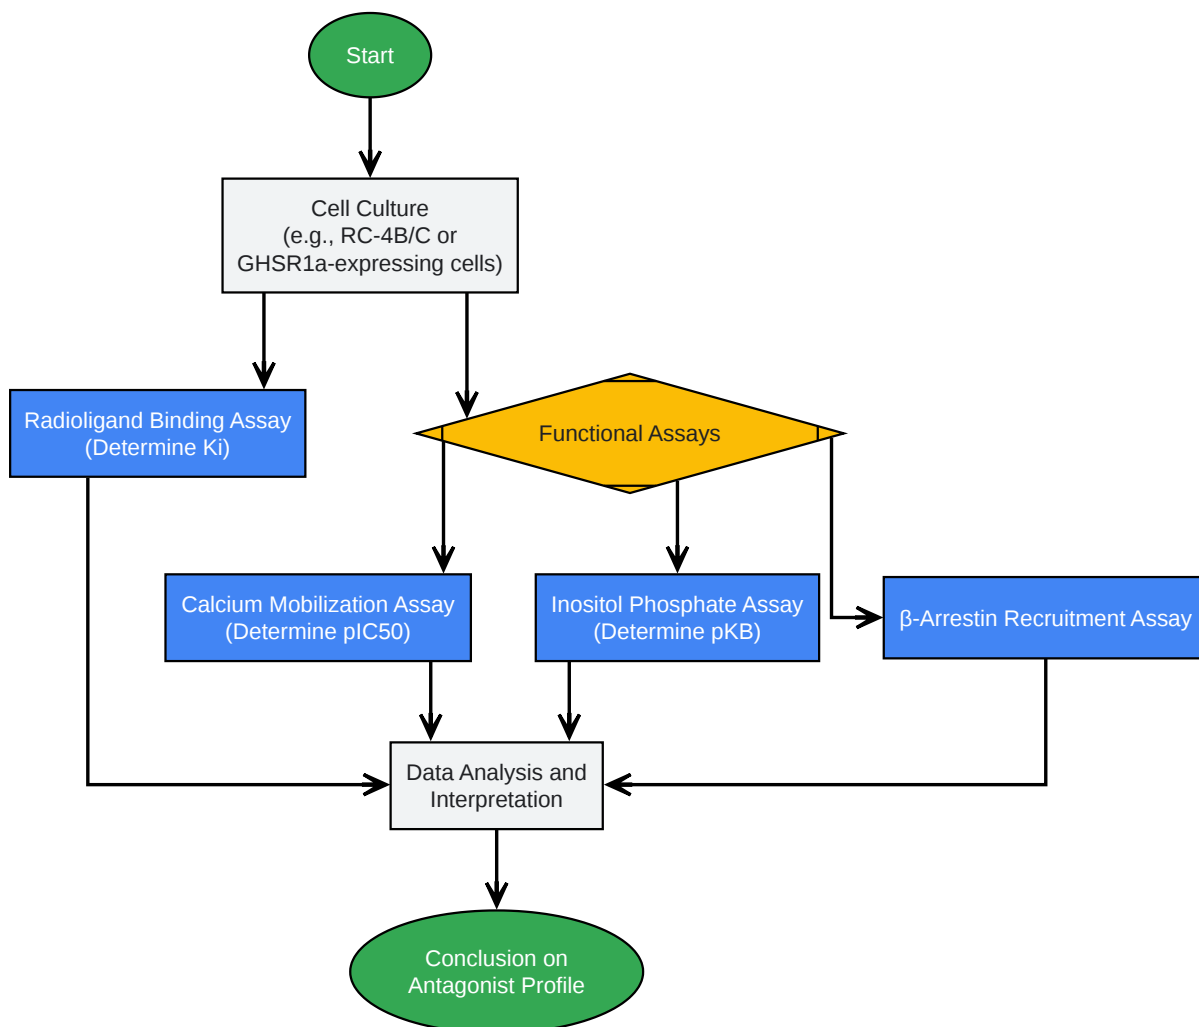 Start
Cell Culture
(e.g., RC-4B/C or
GHSR1a-expressing cells)
Radioligand Binding Assay
(Determine Ki)
Functional Assays
Calcium Mobilization Assay
(Determine pIC50)
Inositol Phosphate Assay
(Determine pKB)
β-Arrestin Recruitment Assay
Data Analysis and
Interpretation
Conclusion on
Antagonist Profile